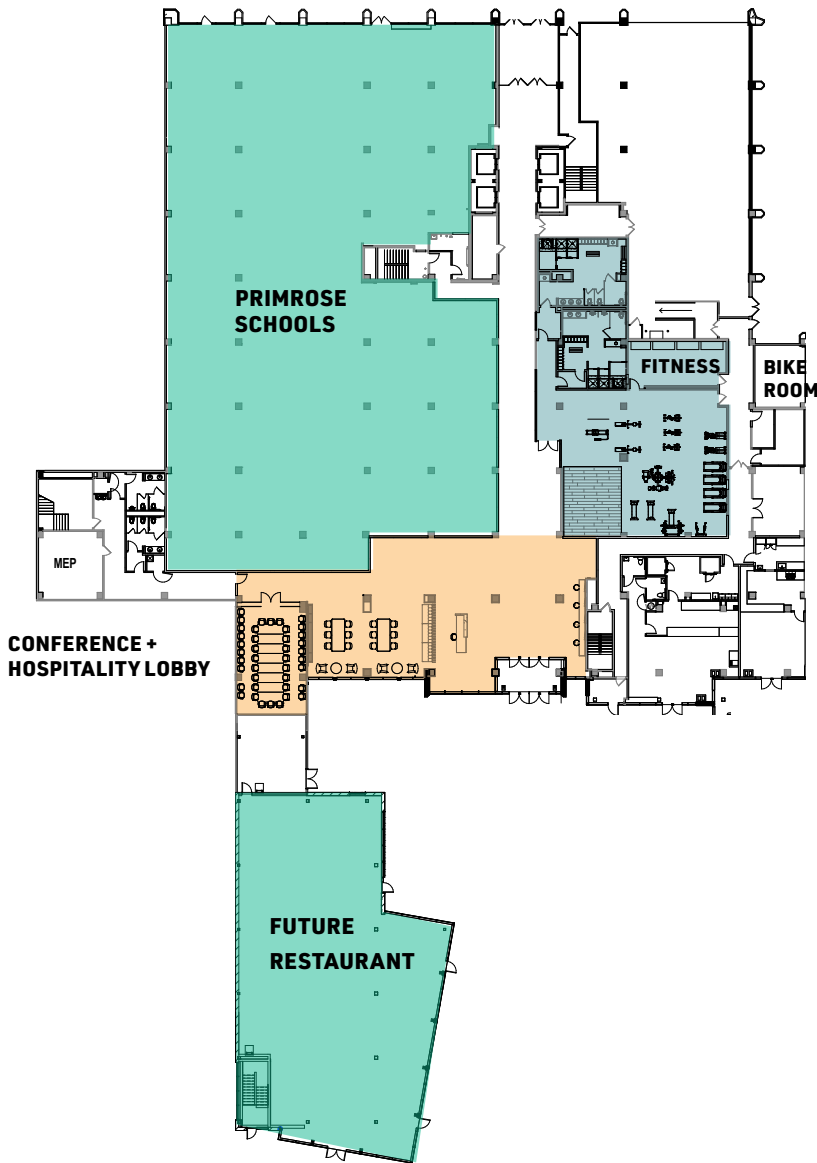 PRIMROSE
SCHOOLS
FITNESS
BIKE
ROOM
MEP
CONFERENCE +
HOSPITALITY LOBBY
FUTURE
RESTAURANT